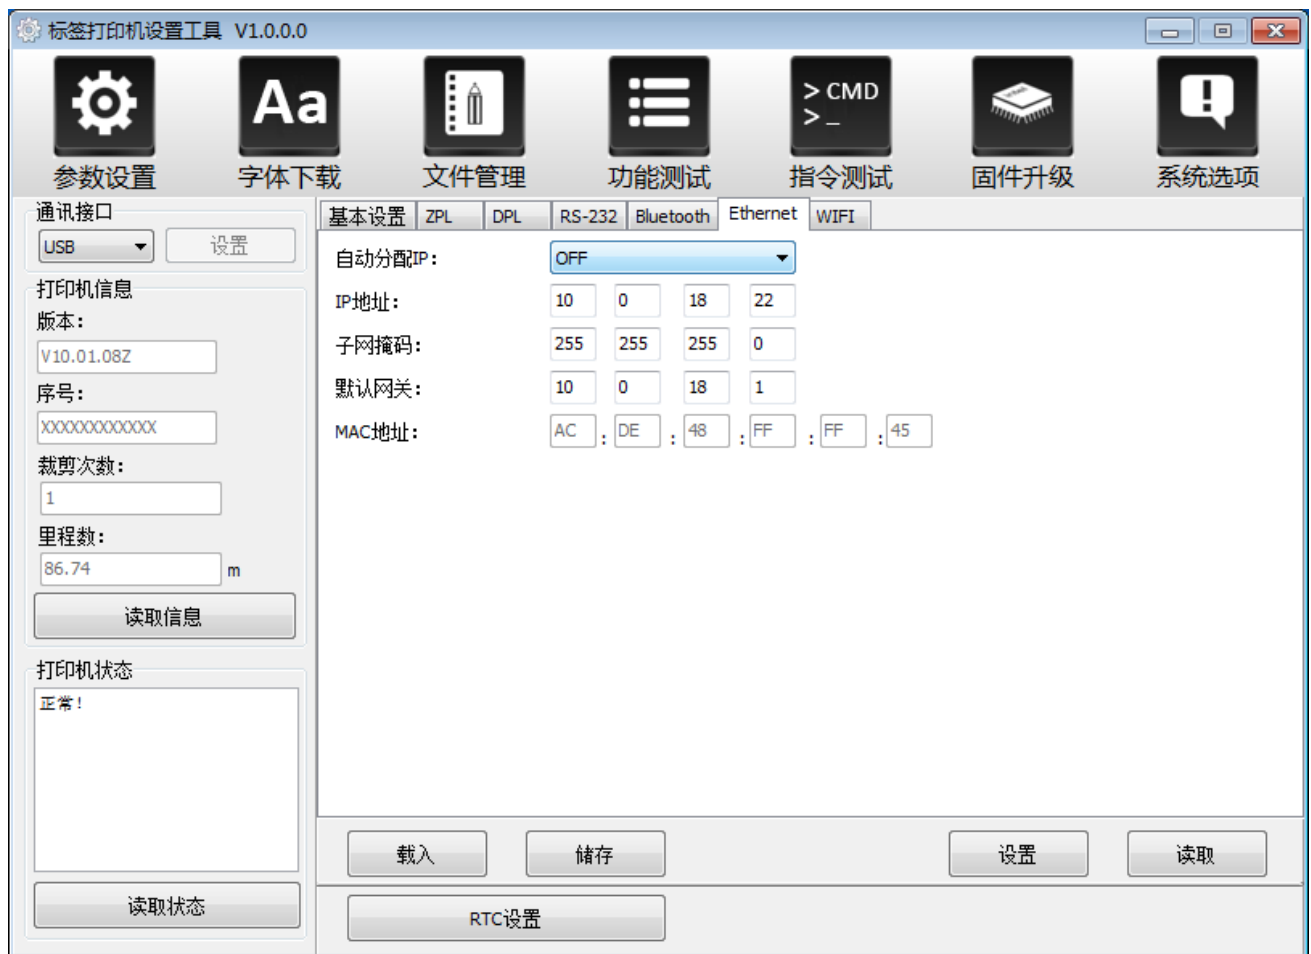 标签打印机设置工具 V1.0.0.0
Aa
> CMD
> _
参数设置 字体下载 文件管理 功能测试 指令测试 固件升级 系统选项
通讯接口
USB 设置
打印机信息
版本：
V10.01.08Z
序号：
XXXXXXXXXXXX
裁剪次数：
1
里程数：
86.74 m
读取信息
打印机状态
正常！
读取状态
基本设置 ZPL DPL RS-232 Bluetooth Ethernet WIFI
自动分配IP： OFF
IP地址： 10 0 18 22
子网掩码： 255 255 255 0
默认网关： 10 0 18 1
MAC地址： AC : DE : 48 : FF : FF : 45
载入 储存 设置 读取
RTC设置